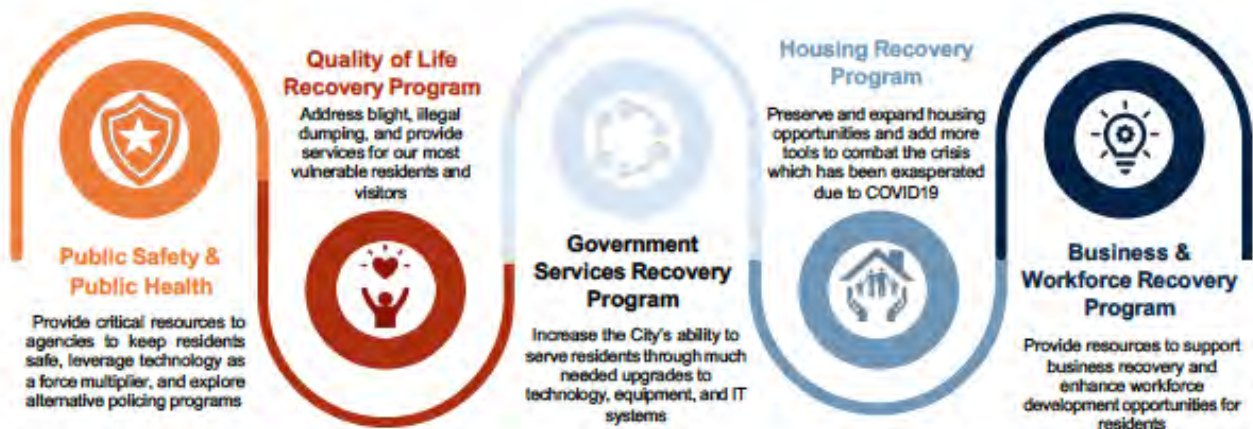 Public Safety &
Public Health
Provide critical resources to
agencies to keep residents
safe, leverage technology as
a force multiplier, and explore
alternative policing programs
Quality of Life
Recovery Program
Address blight, illegal
dumping, and provide
services for our most
vulnerable residents and
visitors
Government
Services Recovery
Program
Increase the City's ability to
serve residents through much
needed upgrades to
technology, equipment, and IT
systems
Housing Recovery
Program
Preserve and expand housing
opportunities and add more
tools to combat the crisis
which has been exasperated
due to COVID19
Business &
Workforce Recovery
Program
Provide resources to support
business recovery and
enhance workforce
development opportunities for
residents